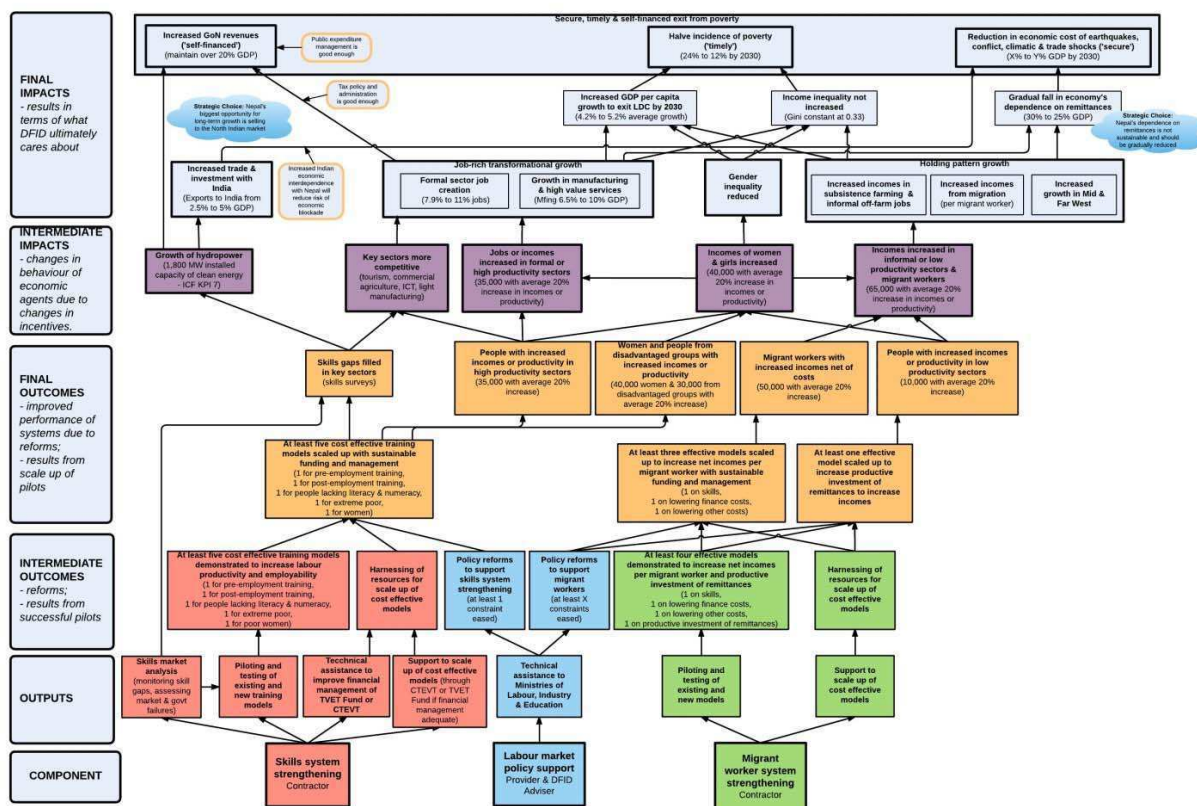 Secure, timely & self-financed exit from poverty
FINAL
IMPACTS
- results in
terms of what
DFID ultimately
cares about
Increased GoN revenues
('self-financed')
(maintain over 20% GDP)
Public expenditure
management is
good enough
Halve incidence of poverty
('timely')
(24% to 12% by 2030)
Reduction in economic cost of earthquakes,
conflict, climatic & trade shocks ('secure')
(X% to Y% GDP by 2030)
Tax policy and
administration
is good enough
Strategic Choice: Nepal's
biggest opportunity for
long-term growth is selling
to the North Indian market
Increased GDP per capita
growth to exit LDC by 2030
(4.2% to 5.2% average growth)
Income inequality not
increased
(Gini constant at 0.33)
Gradual fall in economy's
dependence on remittances
(30% to 25% GDP)
Strategic Choice:
Nepal's dependence on
remittances is not
sustainable and should
be gradually reduced
Increased trade &
investment with
India
(Exports to India from
2.5% to 5% GDP)
Increased Indian
economic
interdependence
with Nepal will
reduce risk of
economic
blockade
Job-rich transformational growth
Formal sector job
creation
(7.9% to 11% jobs)
Growth in manufacturing
& high value services
(Mfing 6.5% to 10% GDP)
Gender
inequality
reduced
Holding pattern growth
Increased incomes in
subsistence farming &
informal off-farm jobs
Increased incomes
from migration
(per migrant worker)
Increased
growth in Mid &
Far West
INTERMEDIATE
IMPACTS
- changes in
behaviour of
economic
agents due to
changes in
incentives.
Growth of hydropower
(1,800 MW installed
capacity of clean energy
- ICF KPI 7)
Key sectors more
competitive
(tourism, commercial
agriculture, ICT, light
manufacturing)
Jobs or incomes
increased in formal or
high productivity sectors
(35,000 with average 20%
increase in incomes or
productivity)
Incomes of women
& girls increased
(40,000 with average
20% increase
in incomes or
productivity)
Incomes increased in
informal or low
productivity sectors &
migrant workers
(65,000 with average 20%
increase in incomes or
productivity)
FINAL
OUTCOMES
- improved
performance of
systems due to
reforms;
- results from
scale up of
pilots
Skills gaps filled
in key sectors
(skills surveys)
People with increased
incomes or productivity in
high productivity sectors
(35,000 with average 20%
increase)
Women and people from
disadvantaged groups with
increased incomes or
productivity
(40,000 women & 30,000 from
disadvantaged groups with
average 20% increase)
Migrant workers with
increased incomes net of
costs
(50,000 with average 20%
increase)
People with increased incomes
or productivity in low
productivity sectors
(10,000 with average 20%
increase)
At least five cost effective training
models scaled up with sustainable
funding and management
(1 for pre-employment training,
1 for post-employment training,
1 for people lacking literacy & numeracy,
1 for extreme poor,
1 for women)
At least three effective models scaled
up to increase net incomes per
migrant worker with sustainable
funding and management
(1 on skills,
1 on lowering finance costs,
1 on lowering other costs)
At least one effective
model scaled up to
increase productive
investment of
remittances to increase
incomes
INTERMEDIATE
OUTCOMES
- reforms;
- results from
successful pilots
At least five cost effective training models
demonstrated to increase labour
productivity and employability
(1 for pre-employment training,
1 for post-employment training,
1 for people lacking literacy & numeracy,
1 for extreme poor,
1 for poor women)
Harnessing of
resources for
scale up of
cost effective
models
Policy reforms
to support
skills system
strengthening
(at least 1
constraint
eased)
Policy reforms
to support
migrant
workers
(at least X
constraints
eased)
At least four effective models
demonstrated to increase net incomes
per migrant worker and productive
investment of remittances
(1 on skills,
1 on lowering finance costs,
1 on lowering other costs,
1 on productive investment of remittances)
Harnessing of
resources for
scale up of
cost effective
models
OUTPUTS
Skills market
analysis
(monitoring skill
gaps, assessing
market & govt
failures)
Piloting and
testing of
existing and
new training
models
Tecchnical
assistance to
improve financial
management of
TVET Fund or
CTEVT
Support to scale
up of cost effective
models (through
CTEVT or TVET
Fund if financial
management
adequate)
Technical
assistance to
Ministries of
Labour, Industry
& Education
Piloting and
testing of
existing and
new models
Support to
scale up of
cost effective
models
COMPONENT
Skills system
strengthening
Contractor
Labour market
policy support
Provider & DFID
Adviser
Migrant
worker system
strengthening
Contractor